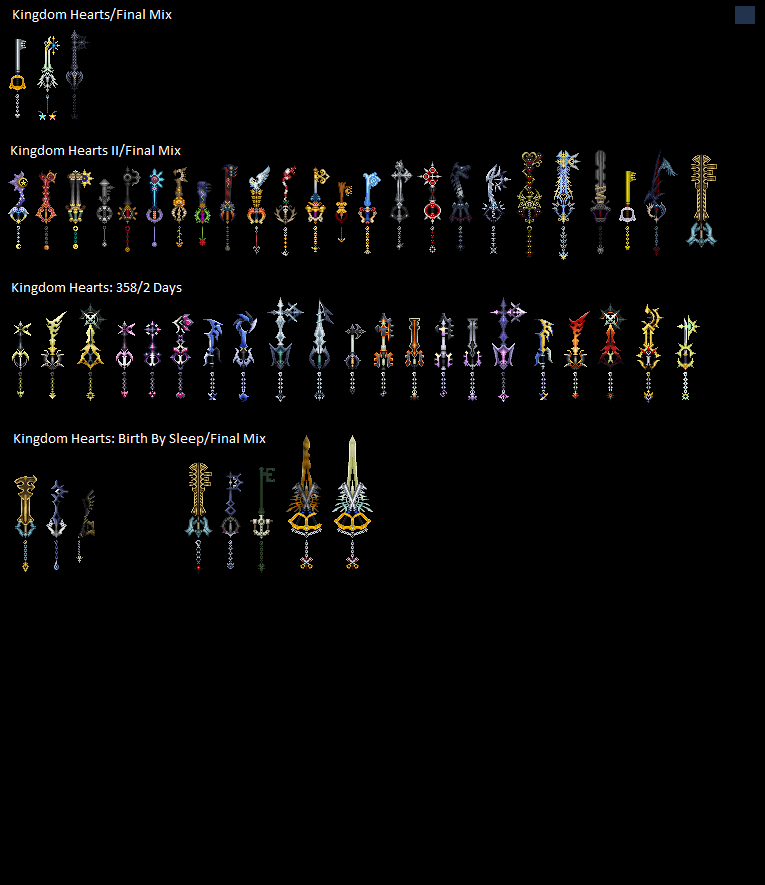 Kingdom Hearts/Final Mix
Kingdom Hearts II/Final Mix
Kingdom Hearts: 358/2 Days
Kingdom Hearts: Birth By Sleep/Final Mix